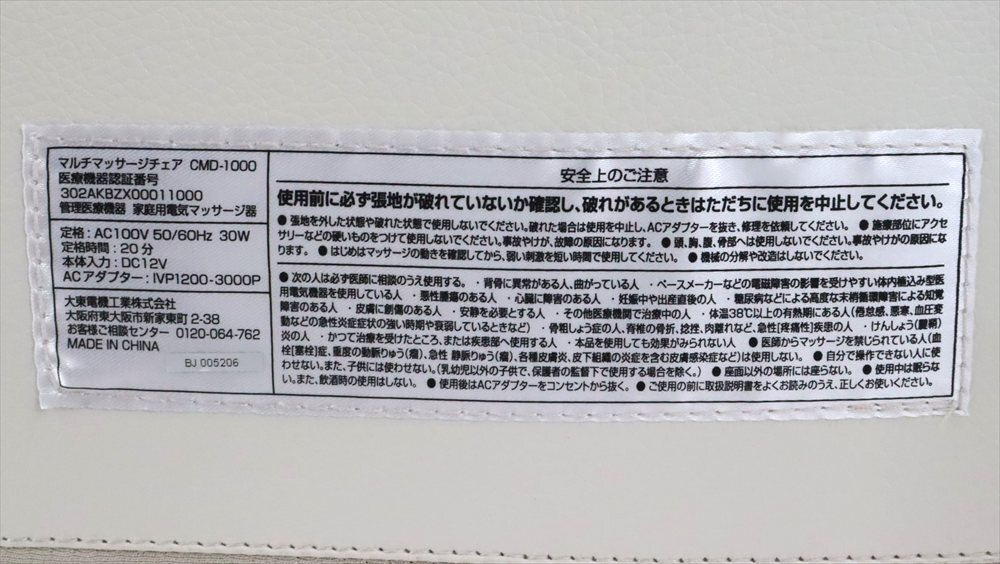 マルチマッサージチェア CMD-1000
医療機器認証番号
302AKBZX00011000
管理医療機器 家庭用電気マッサージ器
定格：AC100V 50/60Hz 30W
定格時間：20分
本体入力：DC12V
ACアダプター：IVP1200-3000P
大東電機工業株式会社
大阪府東大阪市新家東町2-38
お客様ご相談センター 0120-064-762
MADE IN CHINA
BJ 005206
安全上のご注意
使用前に必ず張地が破れていないか確認し、破れがあるときはただちに使用を中止してください。
●張地を外した状態や破れた状態で使用しないでください。破れた場合は使用を中止し、ACアダプターを抜き、修理を依頼してください。 ●施療部位にアクセ
サリーなどの硬いものをつけて使用しないでください。事故やけが、故障の原因になります。 ●頭、胸、腹、骨部へは使用しないでください。事故やけがの原因にな
ります。 ●はじめはマッサージの動きを確認してから、弱い刺激を短い時間で使用してください。 ●機械の分解や改造はしないでください。
●次の人は必ず医師に相談のうえ使用する。 ・背骨に異常がある人、曲がっている人 ・ペースメーカーなどの電磁障害の影響を受けやすい体内植込み型医
用電気機器を使用している人 ・悪性腫瘍のある人 ・心臓に障害のある人 ・妊娠中や出産直後の人 ・糖尿病などによる高度な末梢循環障害による知覚
障害のある人 ・皮膚に創傷のある人 ・安静を必要とする人 ・その他医療機関で治療中の人 ・体温38℃以上の有熱期にある人(倦怠感、悪寒、血圧変
動などの急性炎症症状の強い時期や衰弱しているときなど) ・骨粗しょう症の人、脊椎の骨折、捻挫、肉離れなど、急性[疼痛性]疾患の人 ・けんしょう(腱鞘)
炎の人 ・かつて治療を受けたところ、または疾患部へ使用する人 ・本品を使用しても効果がみられない人 ●医師からマッサージを禁じられている人(血
栓[塞栓]症、重度の動脈りゅう(瘤)、急性 静脈りゅう(瘤)、各種皮膚炎、皮下組織の炎症を含む皮膚感染症など)は使用しない。 ●自分で操作できない人に使
わせない。また、子供には使わせない。(乳幼児以外の子供で、保護者の監督下で使用する場合を除く。) ●座面以外の場所には座らない。 ●使用中は眠らな
い。また、飲酒時の使用はしない。 ●使用後はACアダプターをコンセントから抜く。 ●ご使用の前に取扱説明書をよくお読みのうえ、正しくお使いください。